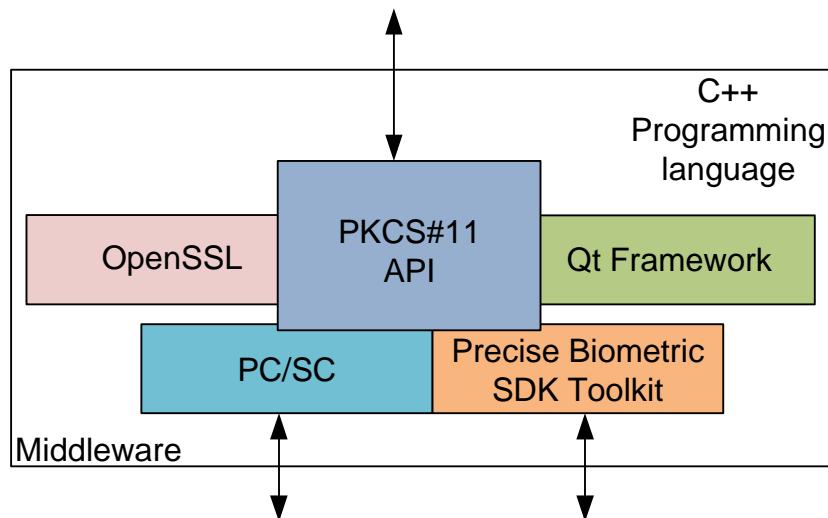 C++
Programming
language
PKCS#11
API
OpenSSL
Qt Framework
PC/SC
Precise Biometric
SDK Toolkit
Middleware